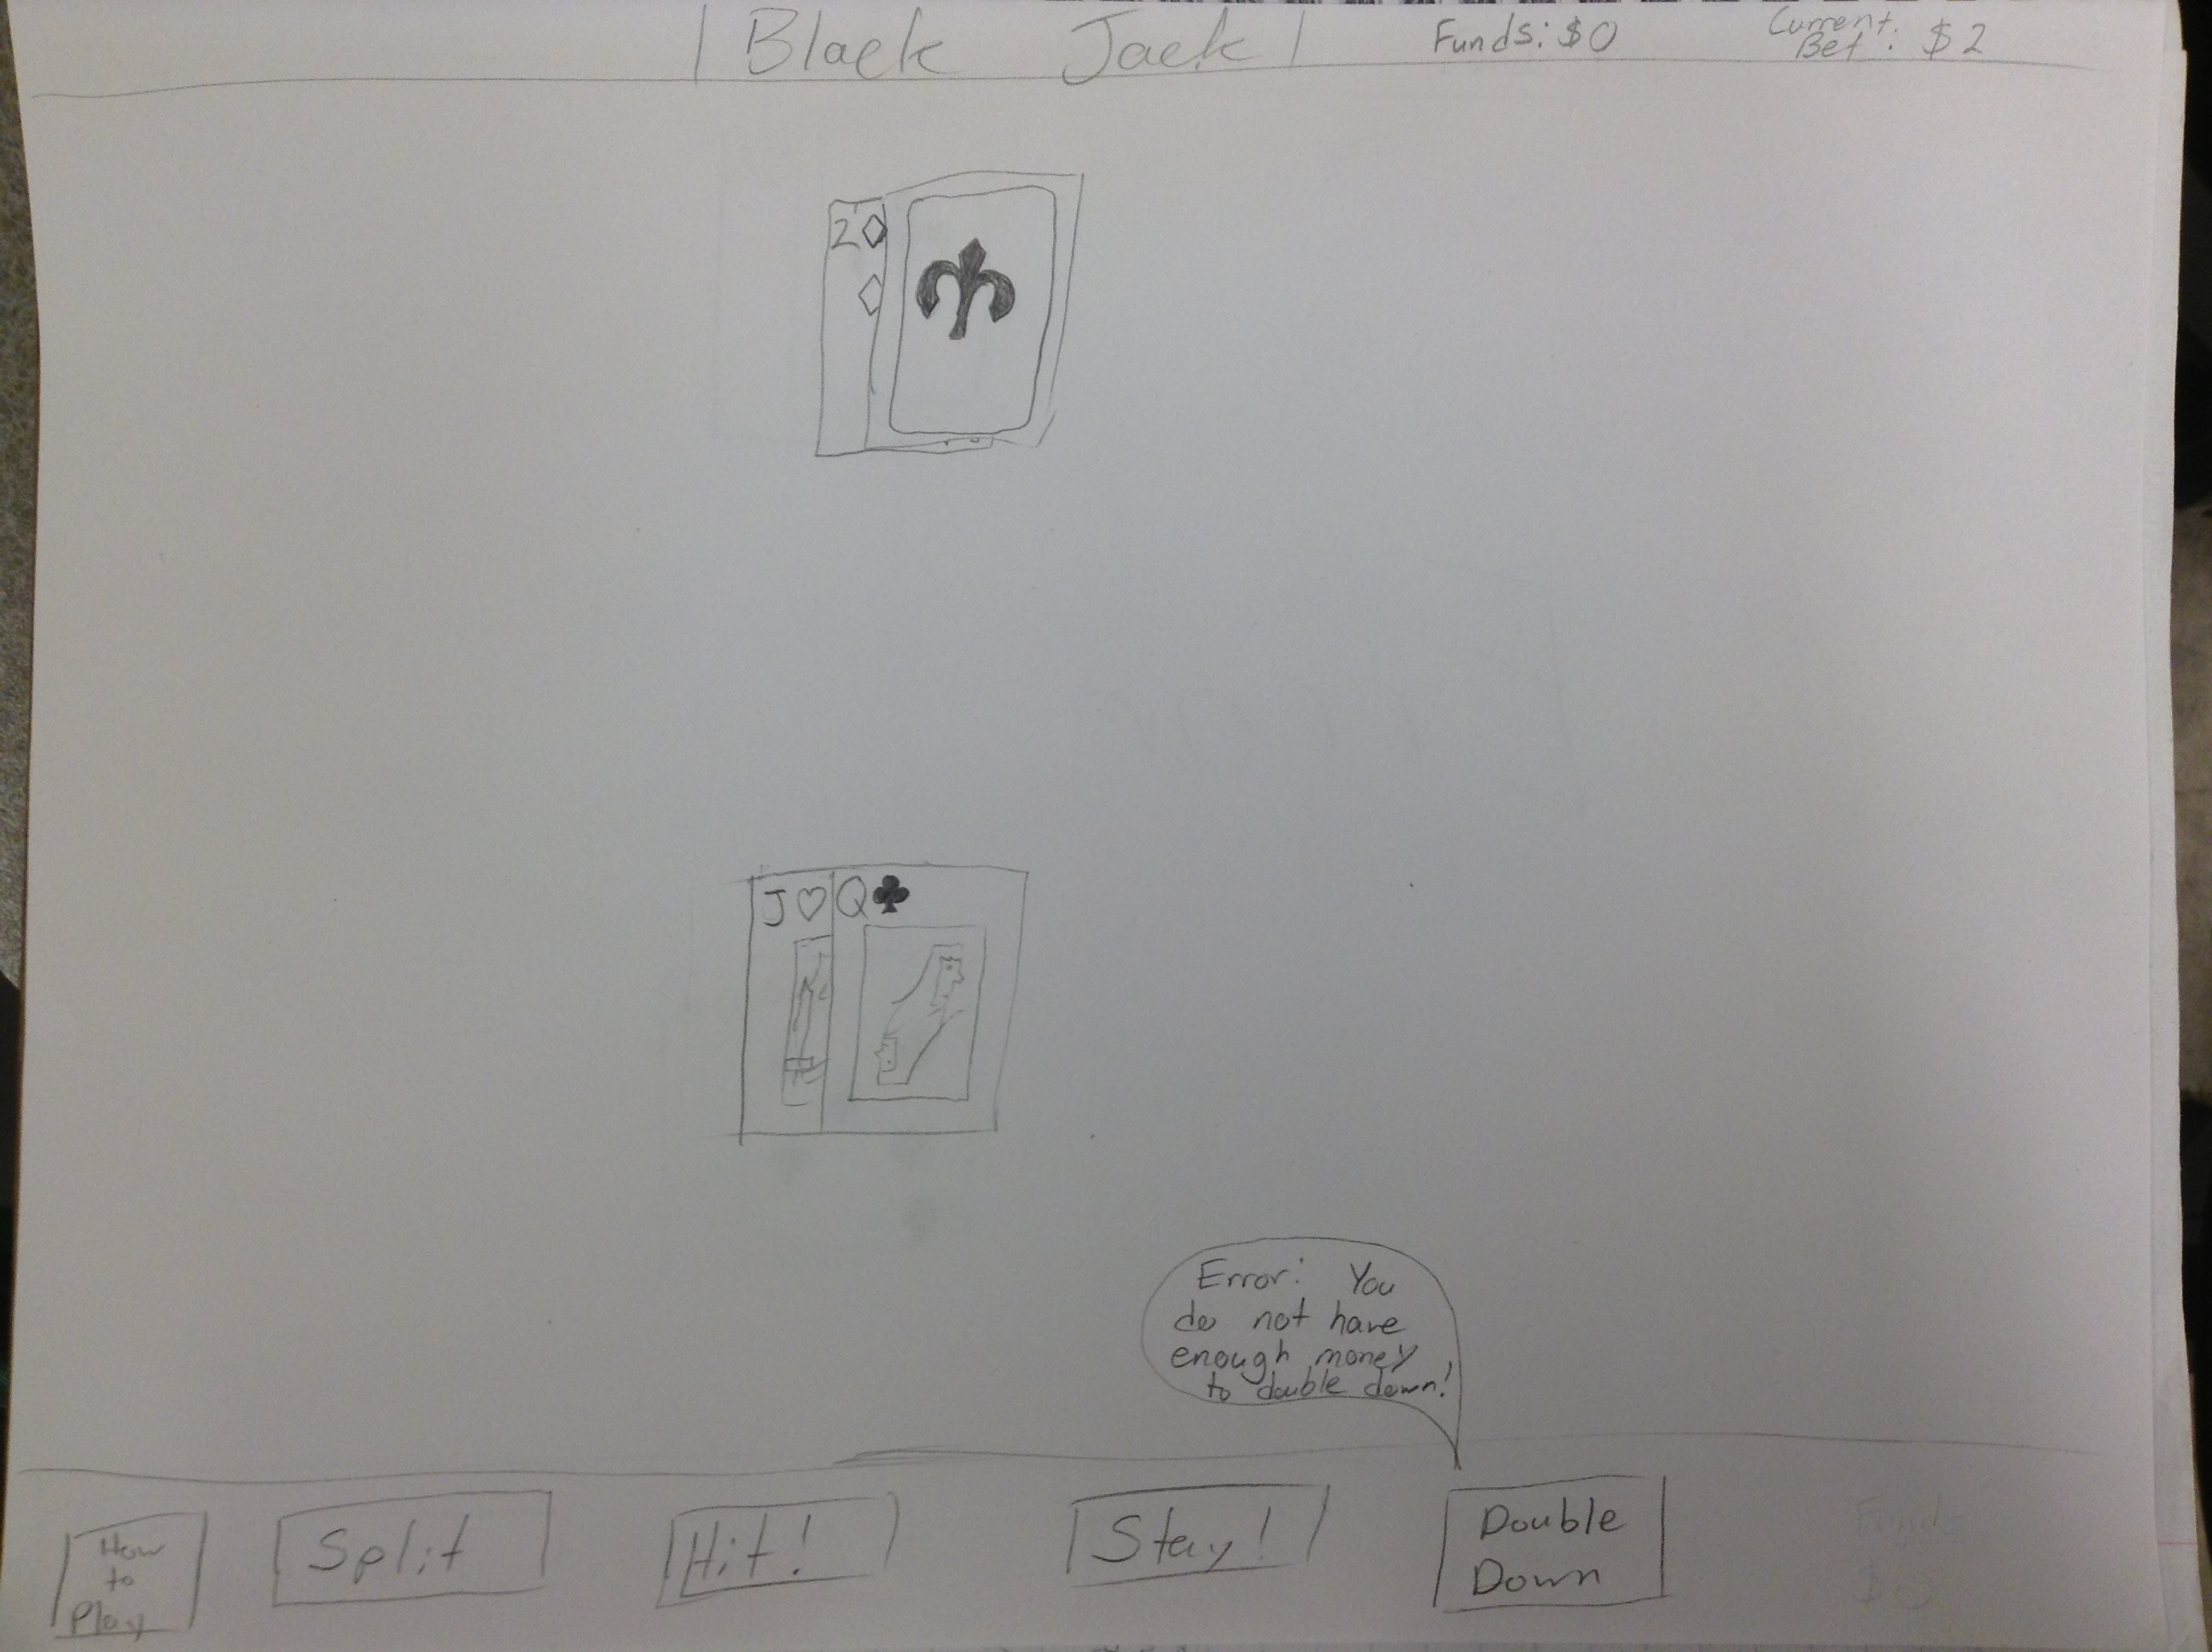 Black Jack
Funds: $0
Current
Bet: $2
2
J Q
Error: You
do not have
enough money
to double down!
How
to
Play
Split
Hit!
Stay!
Double
Down
Funds